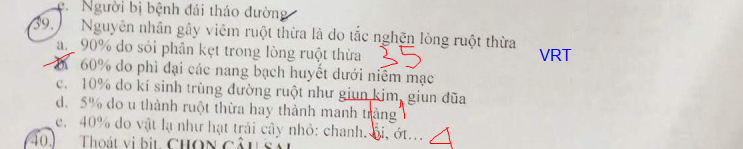 e. Người bị bệnh đái tháo đường
39. Nguyên nhân gây viêm ruột thừa là do tắc nghẽn lòng ruột thừa
a. 90% do sỏi phân kẹt trong lòng ruột thừa 35 VRT
b. 60% do phì đại các nang bạch huyết dưới niêm mạc
c. 10% do kí sinh trùng đường ruột như giun kim, giun đũa
d. 5% do u thành ruột thừa hay thành manh tràng 1
e. 40% do vật lạ như hạt trái cây nhỏ: chanh, ổi, ớt... 4
40. Thoát vị bịt, CHỌN CÂU SAI